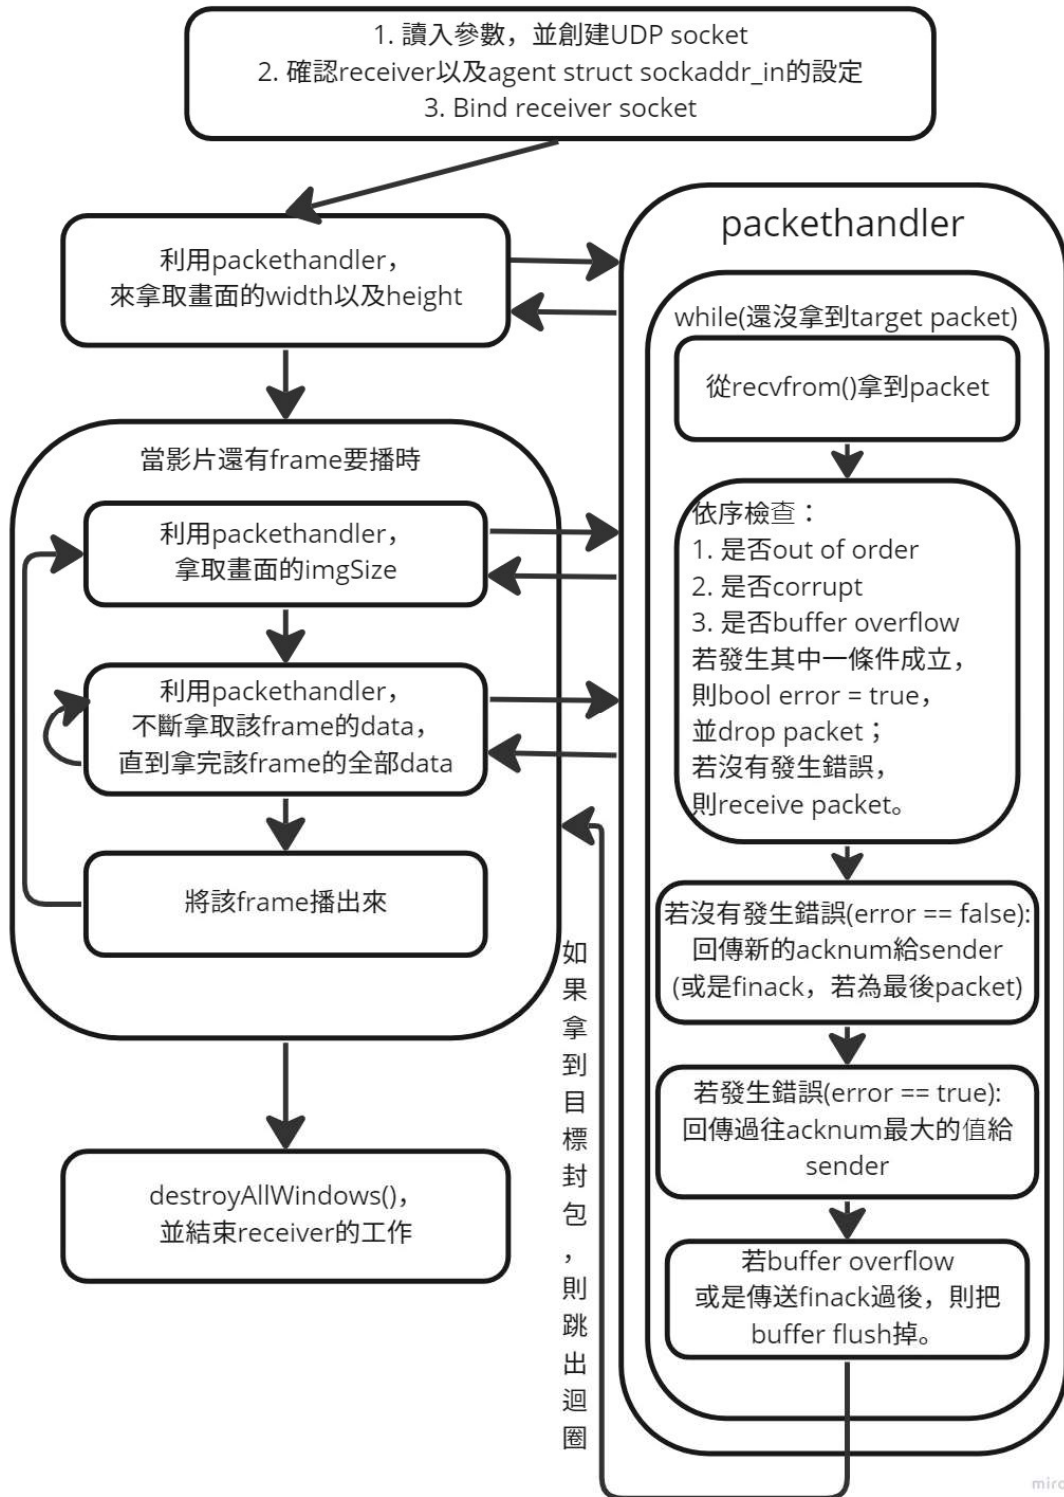 1. 讀入參數，並創建UDP socket
2. 確認receiver以及agent struct sockaddr_in的設定
3. Bind receiver socket
利用packethandler，
來拿取畫面的width以及height
當影片還有frame要播時
利用packethandler，
拿取畫面的imgSize
利用packethandler，
不斷拿取該frame的data，
直到拿完該frame的全部data
將該frame播出來
destroyAllWindows()，
並結束receiver的工作
packethandler
while(還沒拿到target packet)
從recvfrom()拿到packet
依序檢查：
1. 是否out of order
2. 是否corrupt
3. 是否buffer overflow
若發生其中一條件成立，
則bool error = true，
並drop packet；
若沒有發生錯誤，
則receive packet。
若沒有發生錯誤(error == false):
回傳新的acknum給sender
(或是finack，若為最後packet)
若發生錯誤(error == true):
回傳過往acknum最大的值給
sender
若buffer overflow
或是傳送finack過後，則把
buffer flush掉。
如果拿到目標封包，則跳出迴圈
miro